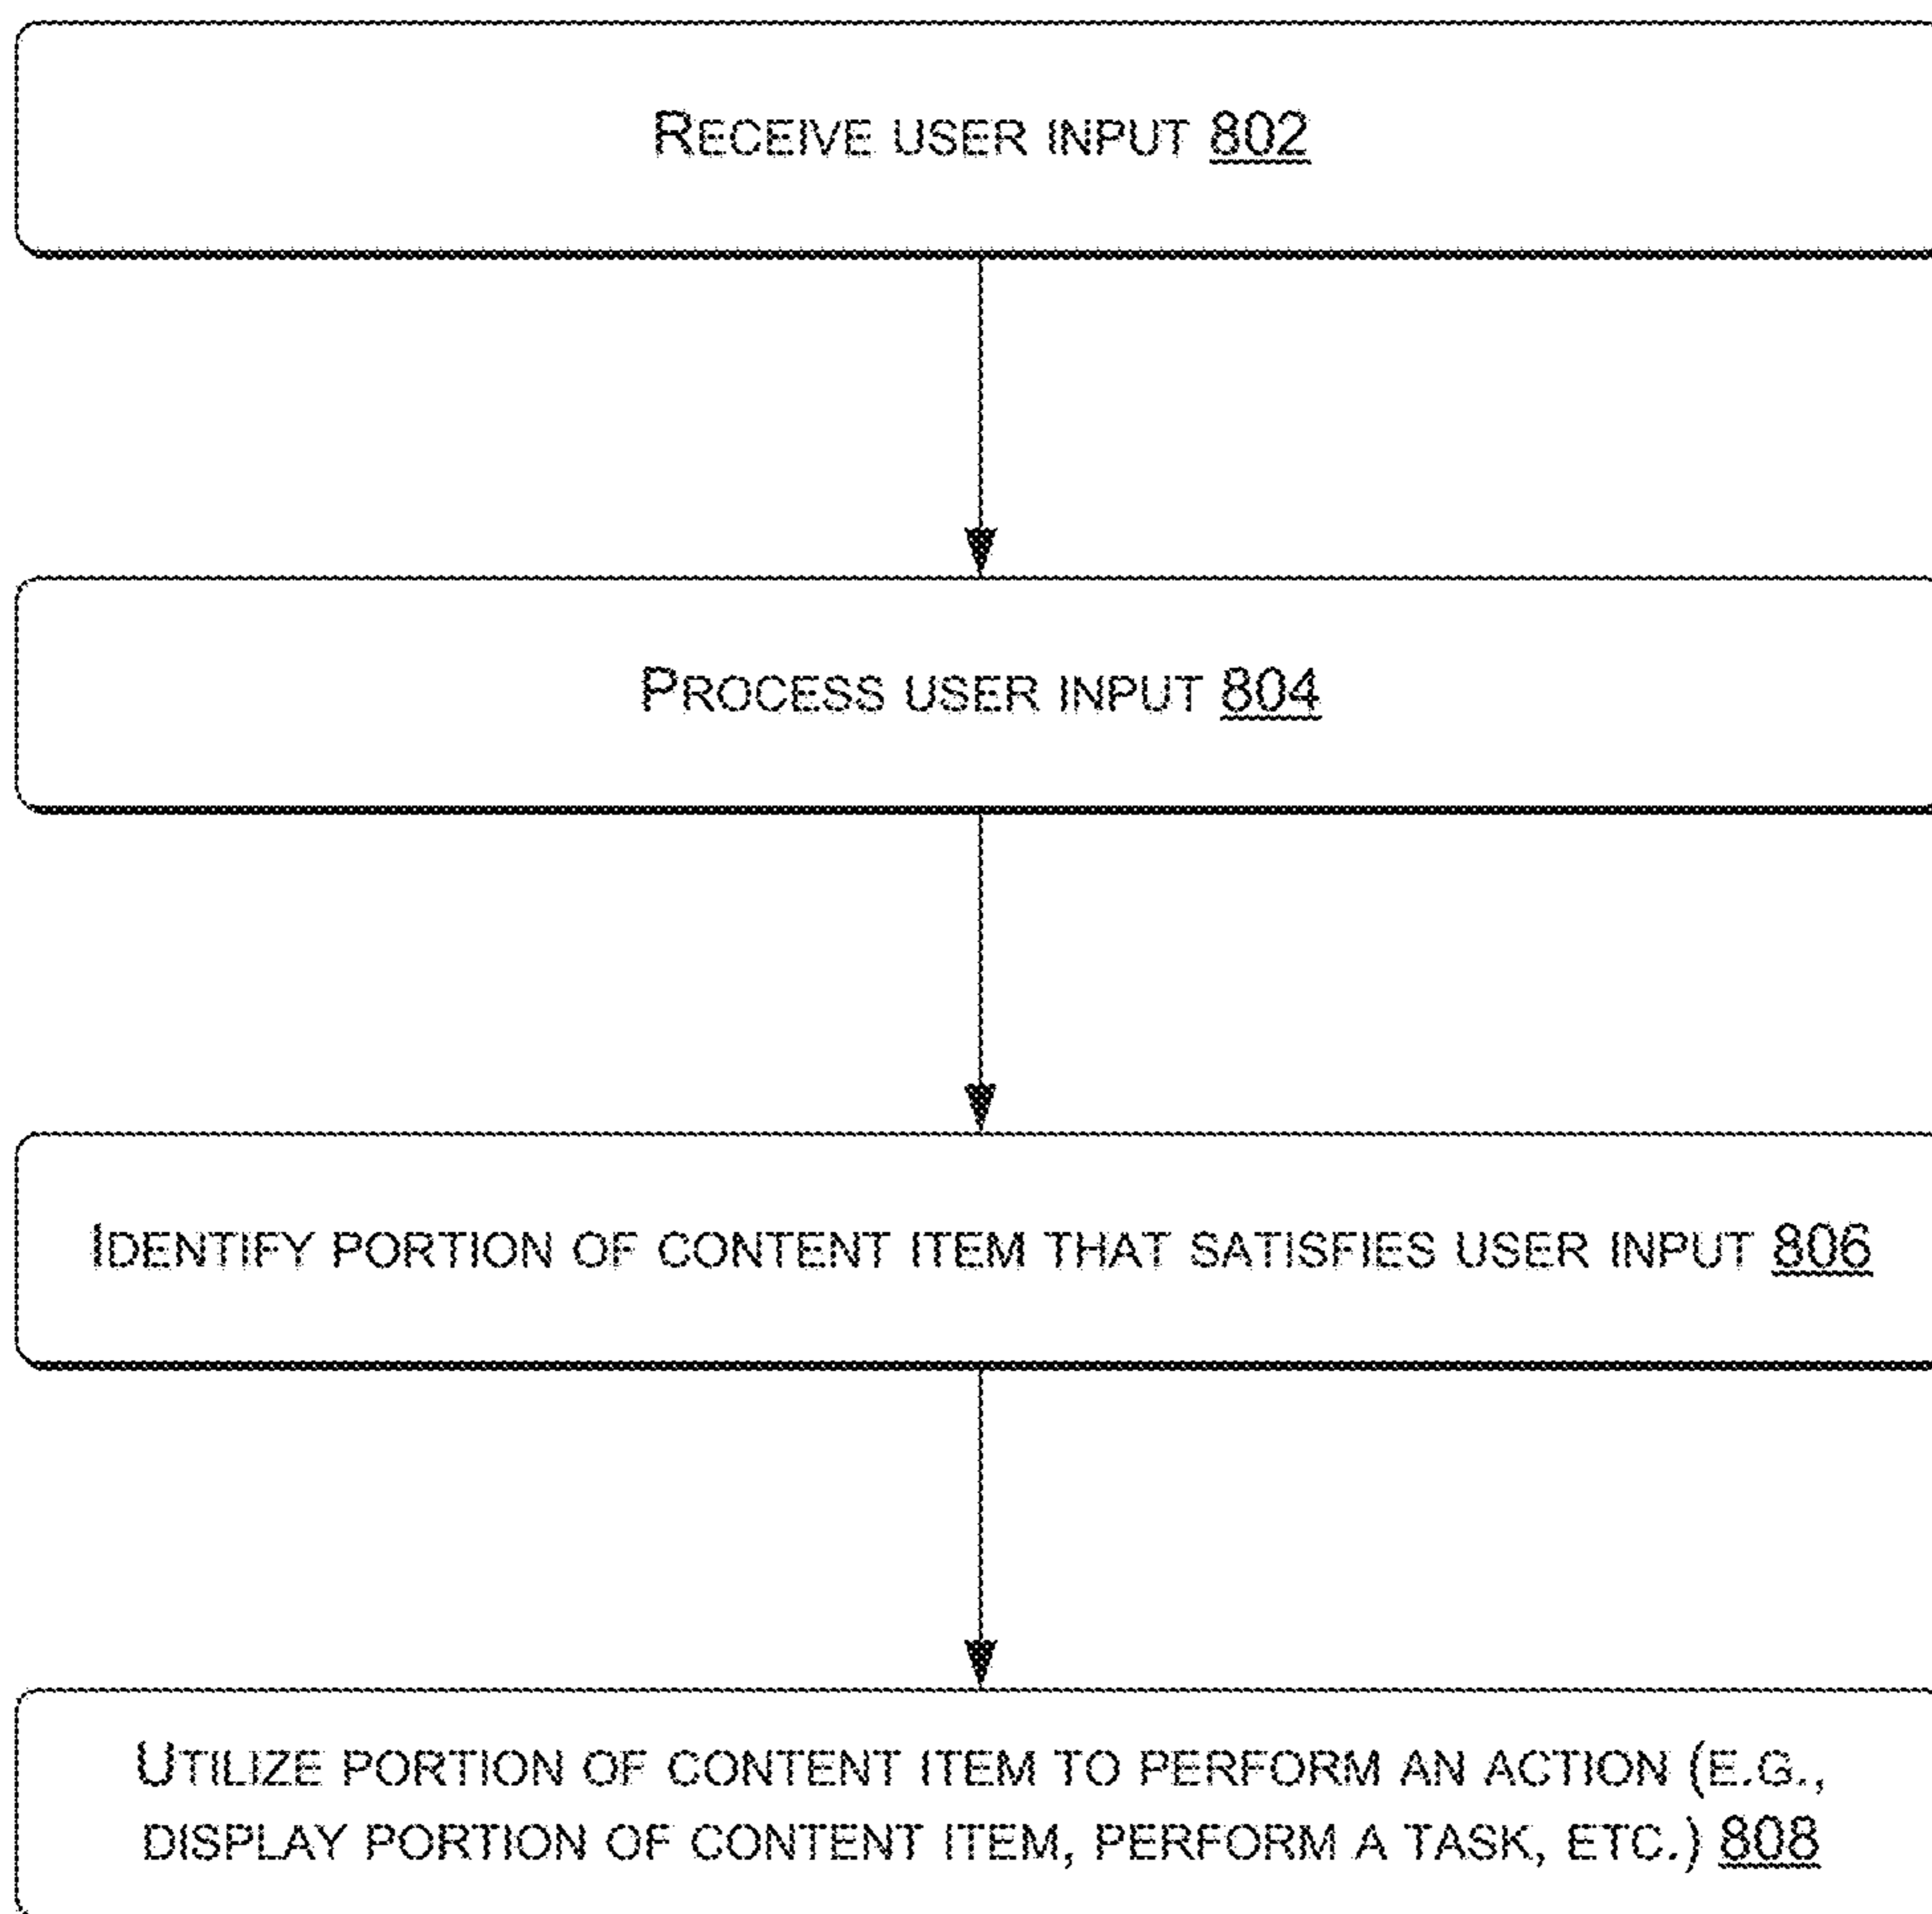 RECEIVE USER INPUT 802
PROCESS USER INPUT 804
IDENTIFY PORTION OF CONTENT ITEM THAT SATISFIES USER INPUT 806
UTILIZE PORTION OF CONTENT ITEM TO PERFORM AN ACTION (E.G.,
DISPLAY PORTION OF CONTENT ITEM, PERFORM A TASK, ETC.) 808